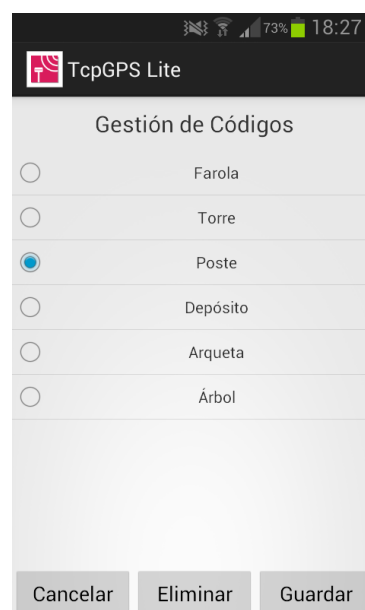 73% 18:27
TcpGPS Lite
Gestión de Códigos
Farola
Torre
Poste
Depósito
Arqueta
Árbol
Cancelar Eliminar Guardar